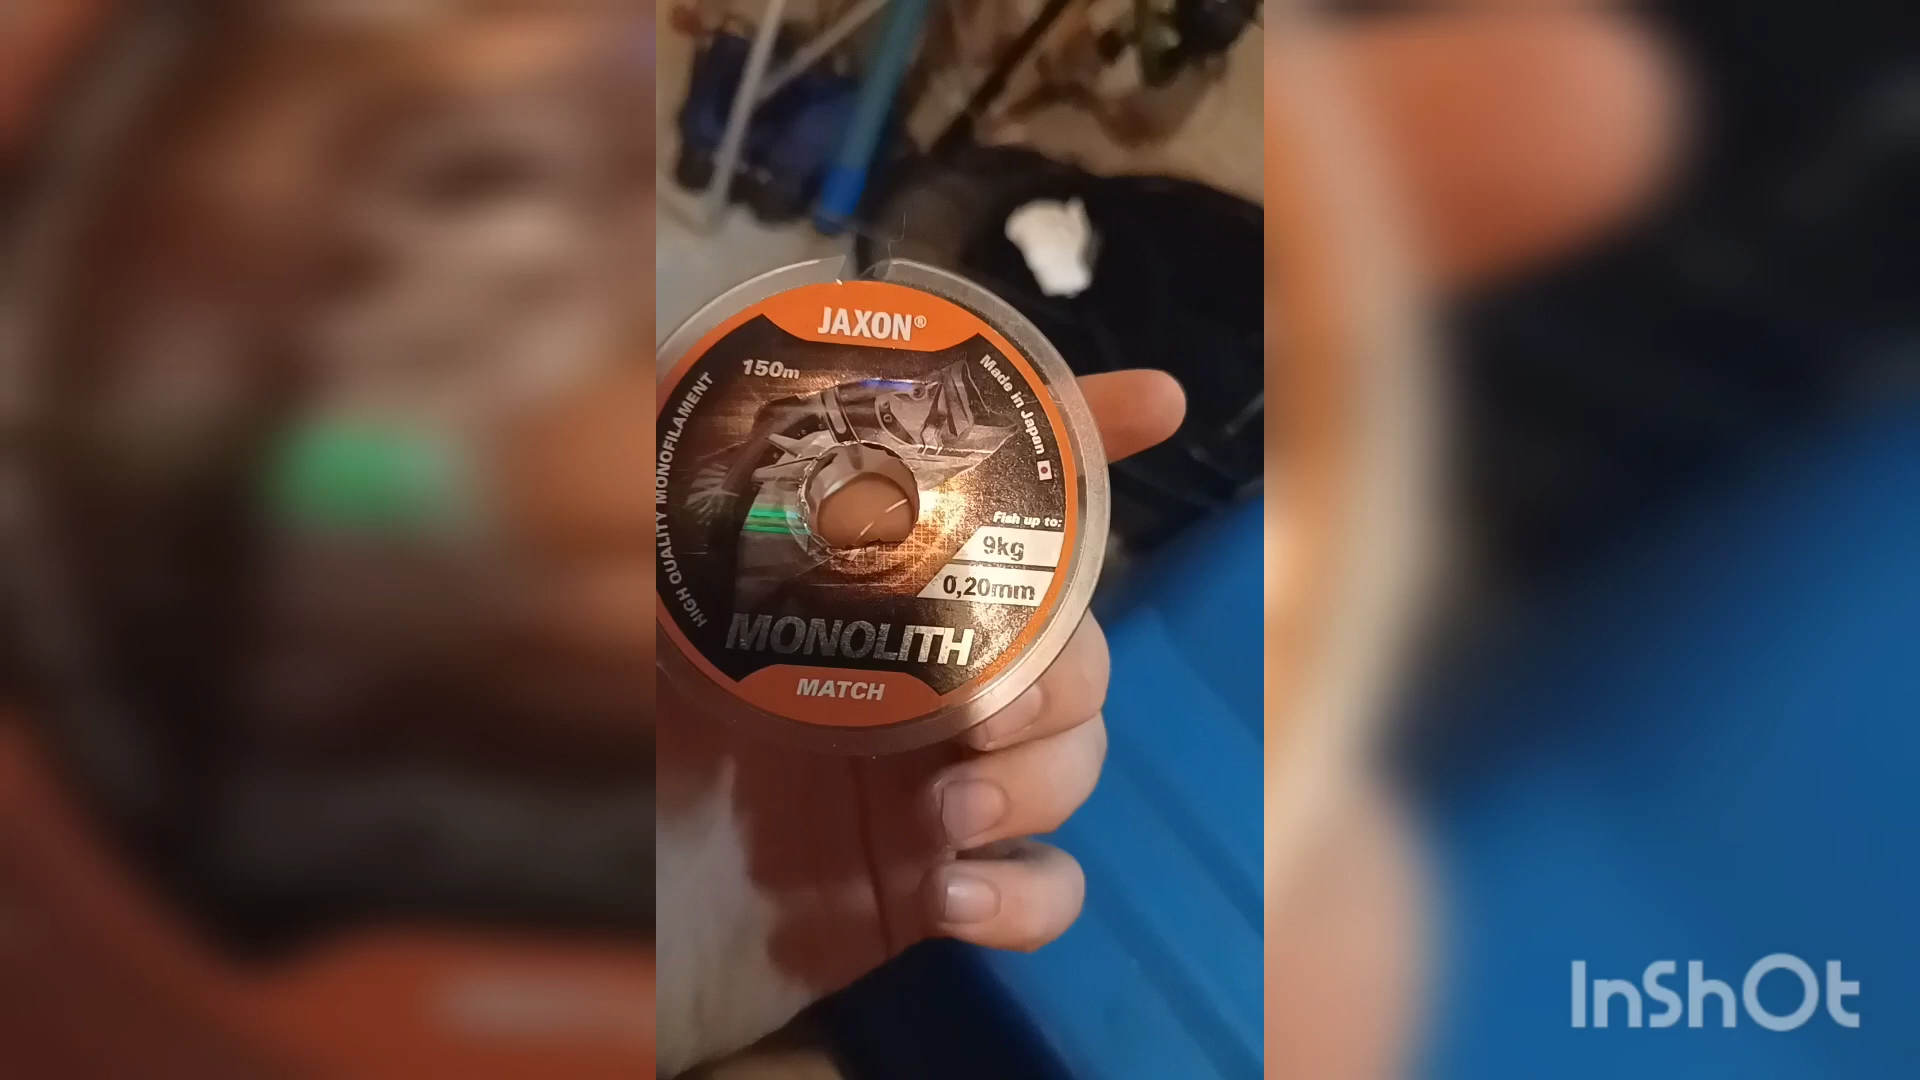 JAXON®
150m
HIGH QUALITY MONOFILAMENT
Made in Japan
Fish up to:
9kg
0,20mm
MONOLITH
MATCH
InShOt